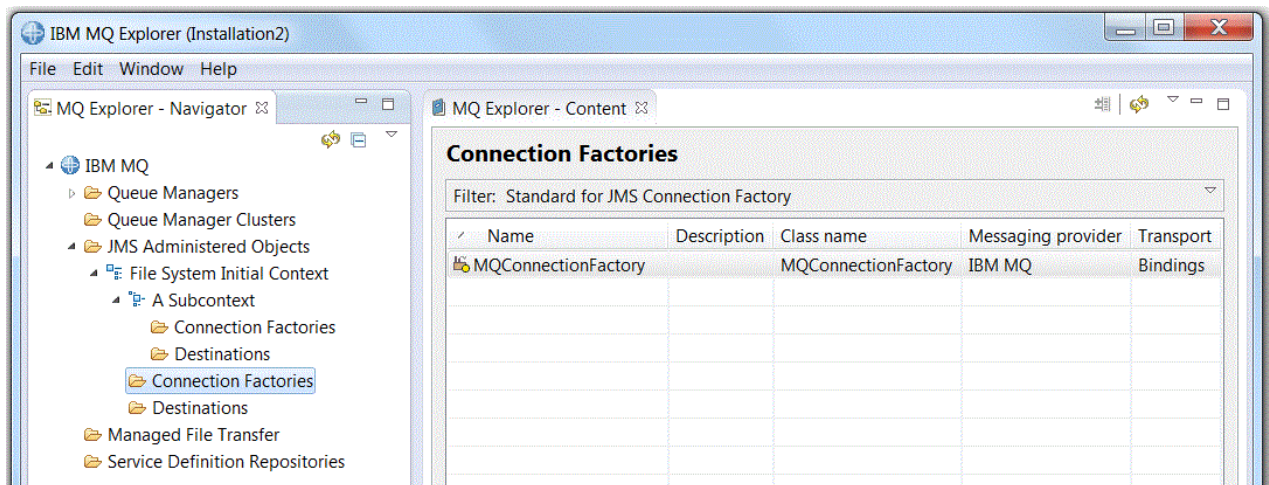 IBM MQ Explorer (Installation2)
File Edit Window Help
MQ Explorer - Navigator
IBM MQ
Queue Managers
Queue Manager Clusters
JMS Administered Objects
File System Initial Context
A Subcontext
Connection Factories
Destinations
Connection Factories
Destinations
Managed File Transfer
Service Definition Repositories
MQ Explorer - Content
Connection Factories
Filter: Standard for JMS Connection Factory
Name Description Class name Messaging provider Transport
MQConnectionFactory MQConnectionFactory IBM MQ Bindings